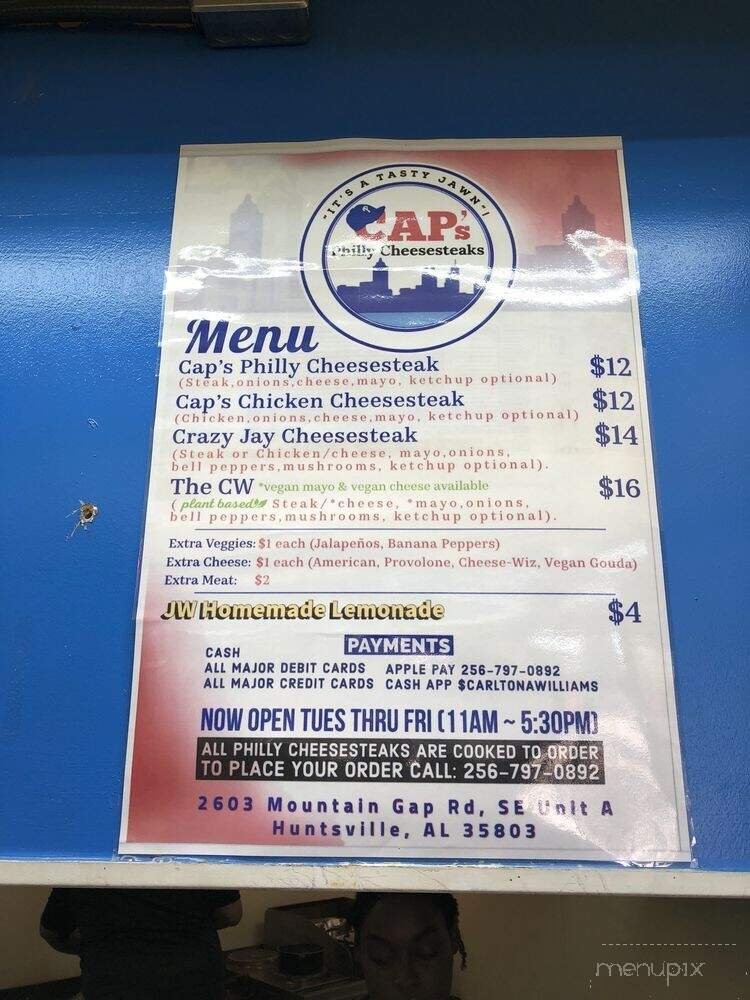 "IT'S A TASTY JAWN"!
CAP's
Philly Cheesesteaks
Menu
Cap's Philly Cheesesteak $12
(Steak,onions,cheese,mayo, ketchup optional)
Cap's Chicken Cheesesteak $12
(Chicken,onions,cheese,mayo, ketchup optional)
Crazy Jay Cheesesteak $14
(Steak or Chicken/cheese, mayo,onions,
bell peppers,mushrooms, ketchup optional).
The CW *vegan mayo & vegan cheese available $16
( plant based Steak/*cheese, *mayo,onions,
bell peppers,mushrooms, ketchup optional).
Extra Veggies: $1 each (Jalapeños, Banana Peppers)
Extra Cheese: $1 each (American, Provolone, Cheese-Wiz, Vegan Gouda)
Extra Meat: $2
JW Homemade Lemonade $4
PAYMENTS
CASH
ALL MAJOR DEBIT CARDS APPLE PAY 256-797-0892
ALL MAJOR CREDIT CARDS CASH APP $CARLTONAWILLIAMS
NOW OPEN TUES THRU FRI (11AM ~ 5:30PM)
ALL PHILLY CHEESESTEAKS ARE COOKED TO ORDER
TO PLACE YOUR ORDER CALL: 256-797-0892
2603 Mountain Gap Rd, SE Unit A
Huntsville, AL 35803
menupix